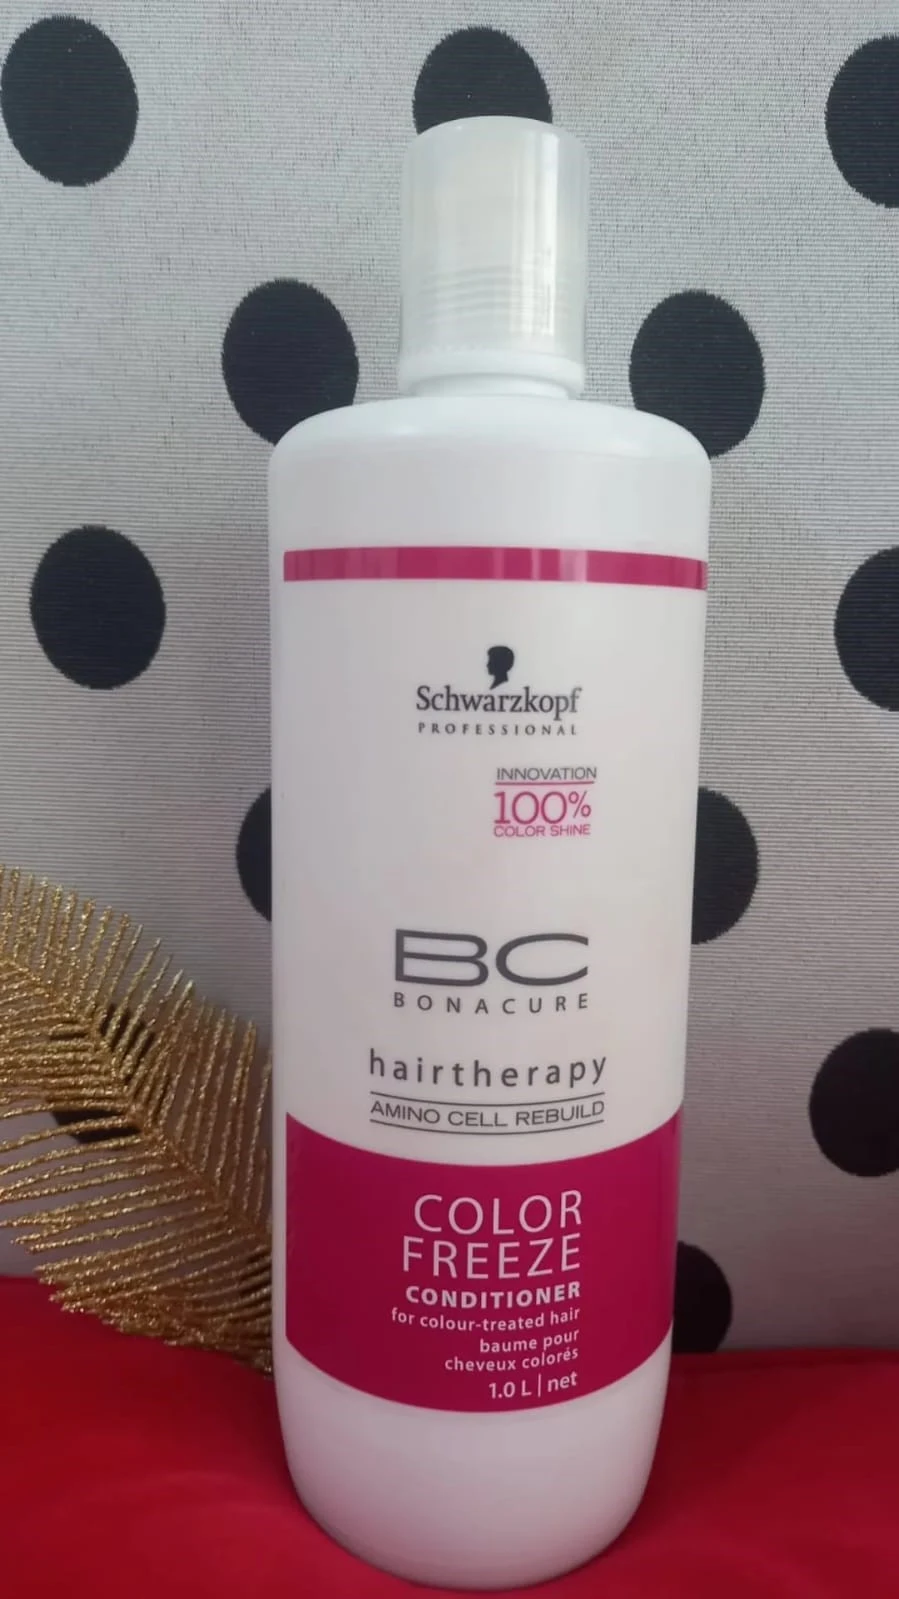 Schwarzkopf
PROFESSIONAL
INNOVATION
100%
COLOR SHINE
BC
BONACURE
hairtherapy
AMINO CELL REBUILD
COLOR
FREEZE
CONDITIONER
for colour-treated hair
baume pour
cheveux colorés
1.0 L | net